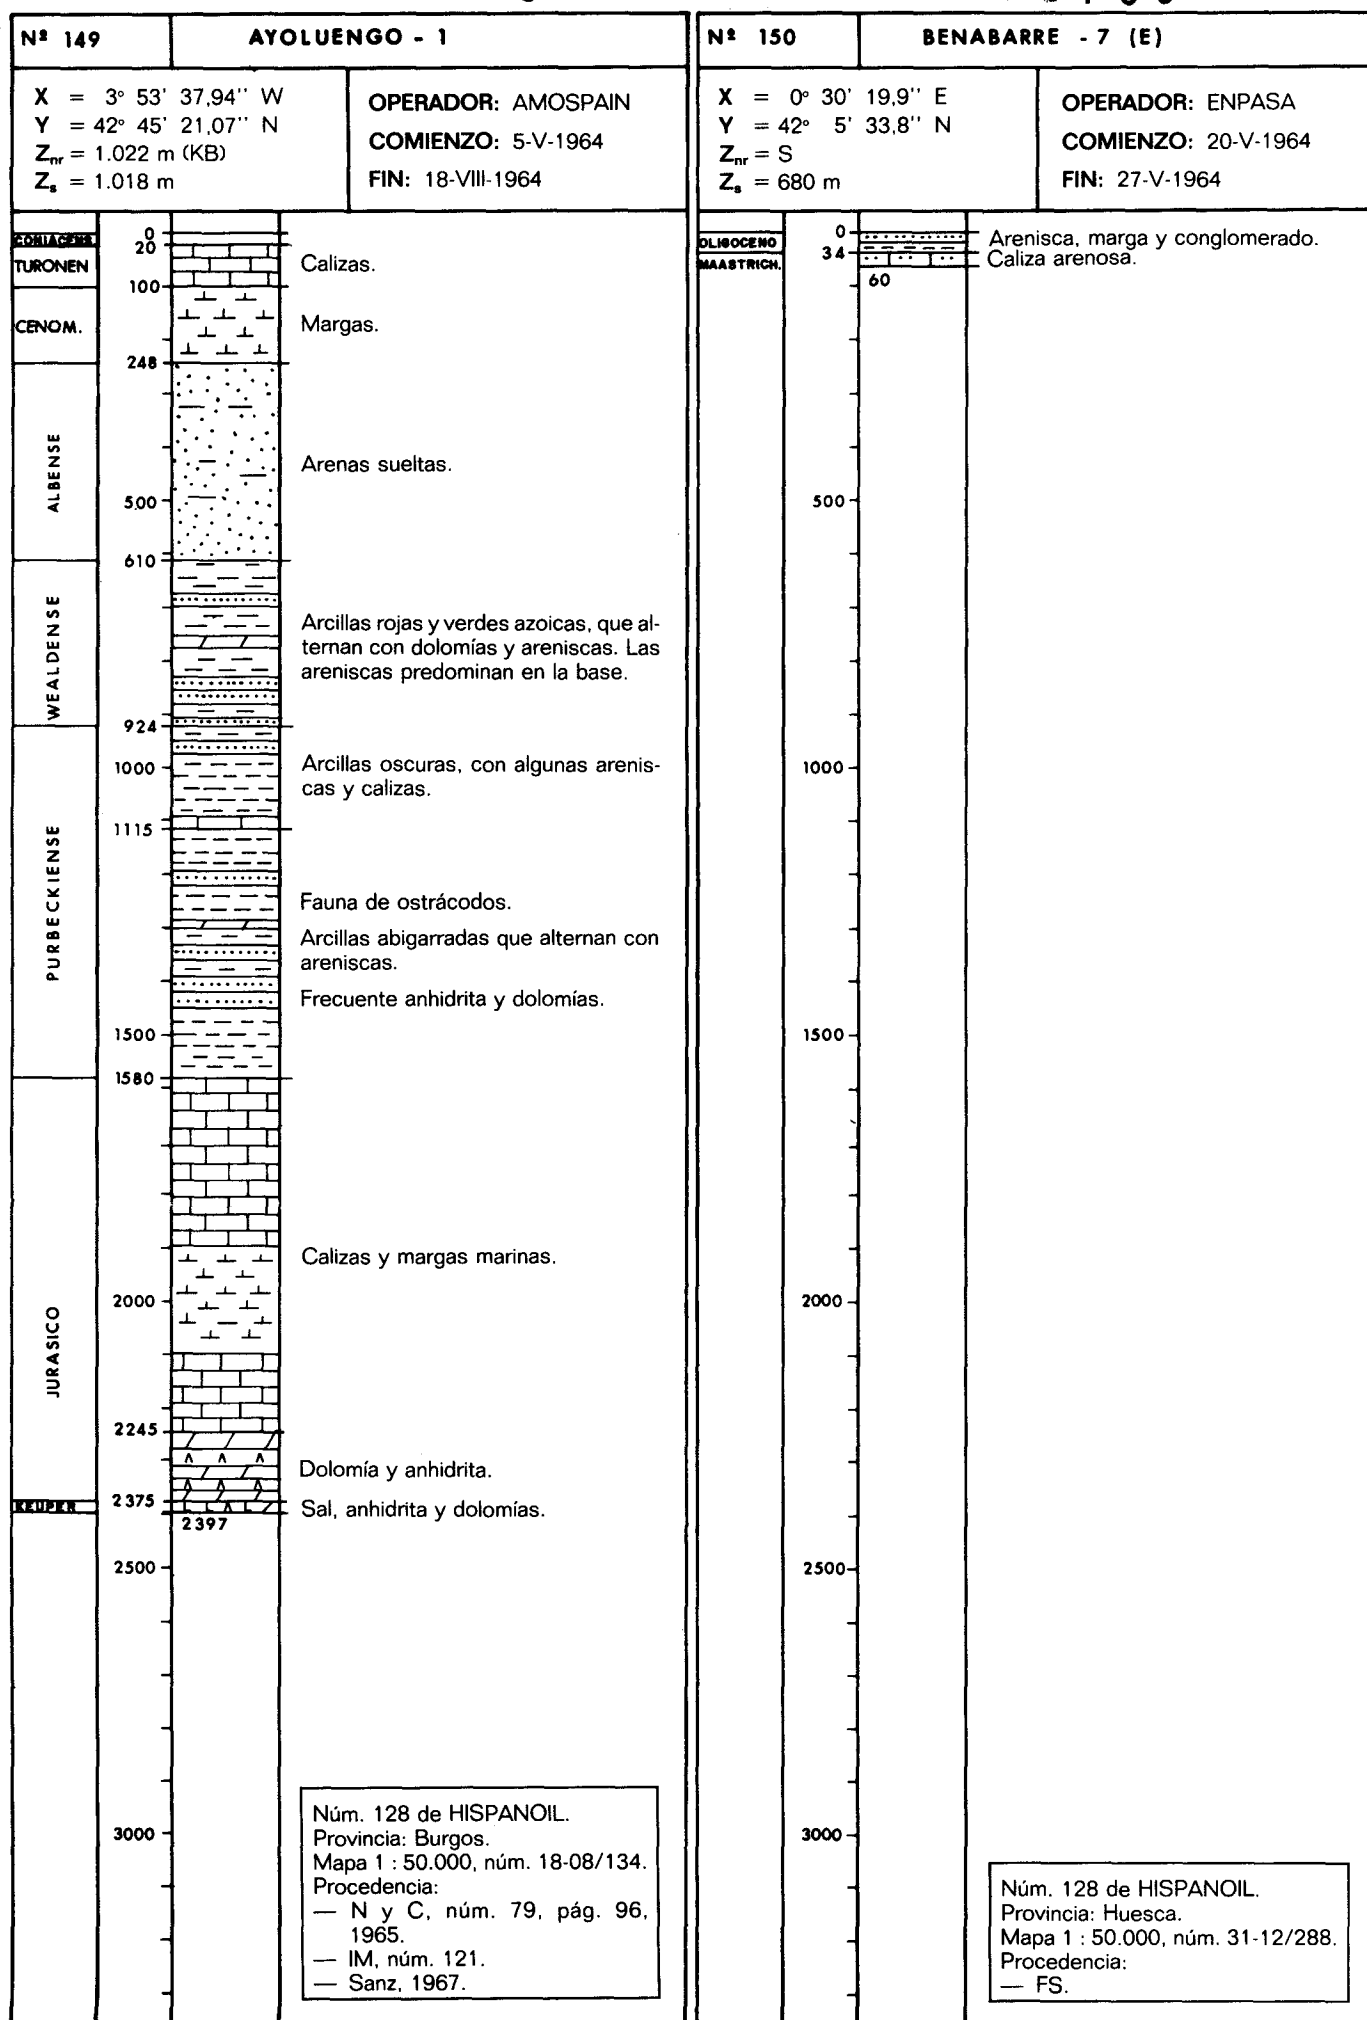 Nº 149
AYOLUENGO - 1
X = 3° 53' 37,94'' W
Y = 42° 45' 21,07'' N
Znr = 1.022 m (KB)
Zs = 1.018 m
OPERADOR: AMOSPAIN
COMIENZO: 5-V-1964
FIN: 18-VIII-1964
CONIACENS.
TURONEN
CENOM.
ALBENSE
WEALDENSE
PURBECKIENSE
JURASICO
KEUPER
0
20
100
248
500
610
924
1000
1115
1500
1580
2000
2245
2375
2397
2500
3000
Calizas.
Margas.
Arenas sueltas.
Arcillas rojas y verdes azoicas, que al-
ternan con dolomías y areniscas. Las
areniscas predominan en la base.
Arcillas oscuras, con algunas arenis-
cas y calizas.
Fauna de ostrácodos.
Arcillas abigarradas que alternan con
areniscas.
Frecuente anhidrita y dolomías.
Calizas y margas marinas.
Dolomía y anhidrita.
Sal, anhidrita y dolomías.
Núm. 128 de HISPANOIL.
Provincia: Burgos.
Mapa 1 : 50.000, núm. 18-08/134.
Procedencia:
— N y C, núm. 79, pág. 96,
1965.
— IM, núm. 121.
— Sanz, 1967.
Nº 150
BENABARRE - 7 (E)
X = 0° 30' 19,9'' E
Y = 42° 5' 33,8'' N
Znr = S
Zs = 680 m
OPERADOR: ENPASA
COMIENZO: 20-V-1964
FIN: 27-V-1964
OLIGOCENO
MAASTRICH.
0
34
60
500
1000
1500
2000
2500
3000
Arenisca, marga y conglomerado.
Caliza arenosa.
Núm. 128 de HISPANOIL.
Provincia: Huesca.
Mapa 1 : 50.000, núm. 31-12/288.
Procedencia:
— FS.